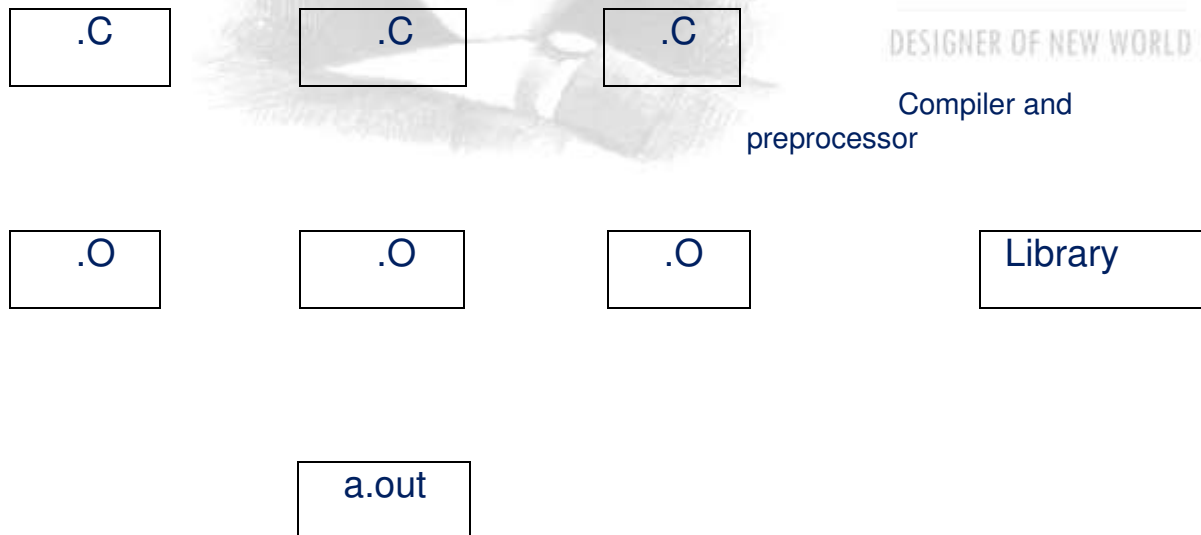 .C
.C
.C
DESIGNER OF NEW WORLD
Compiler and
preprocessor
.O
.O
.O
Library
a.out